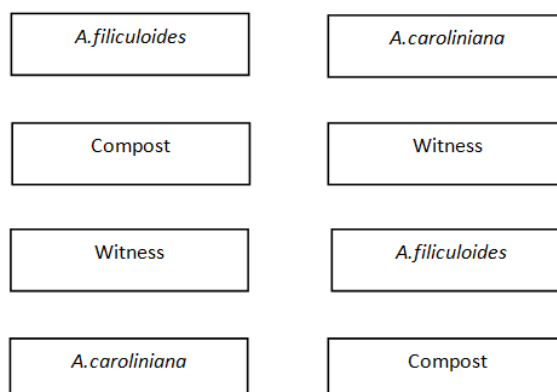 A.filiculoides
A.caroliniana
Compost
Witness
Witness
A.filiculoides
A.caroliniana
Compost